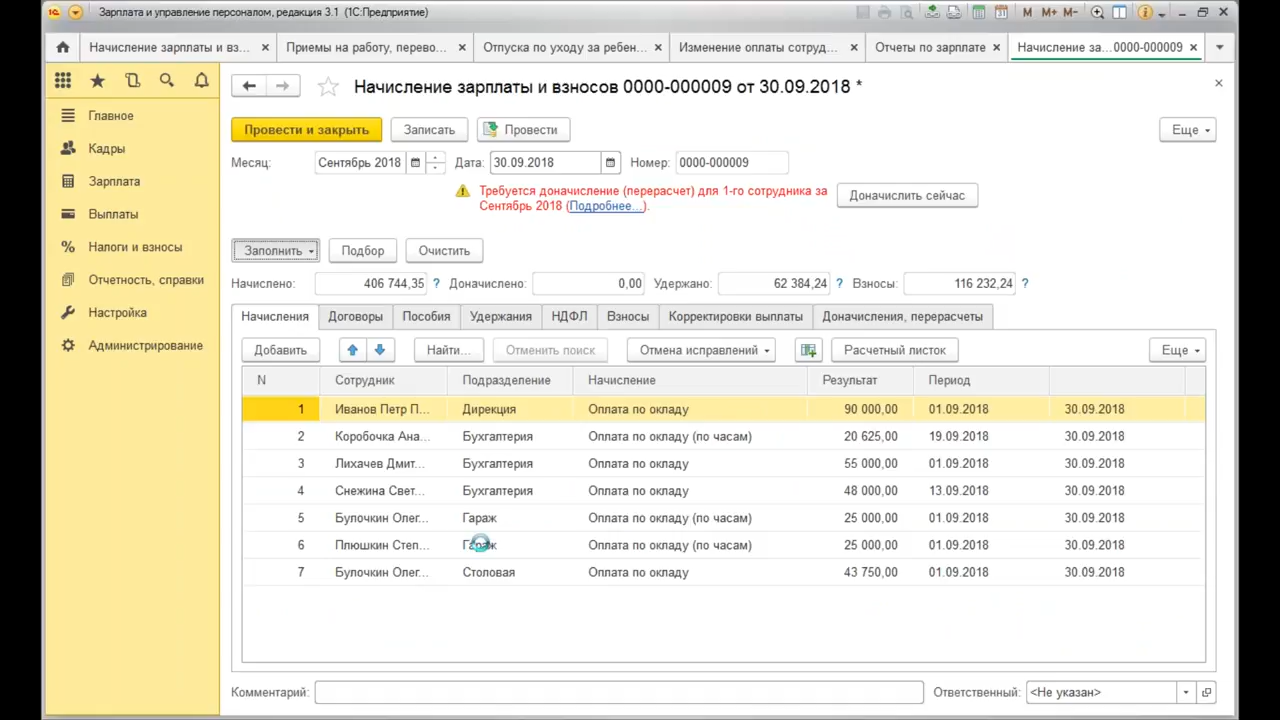 Зарплата и управление персоналом, редакция 3.1 (1С:Предприятие)
M M+ M-
Начисление зарплаты и вз... × Приемы на работу, перево... × Отпуска по уходу за ребен... × Изменение оплаты сотруд... × Отчеты по зарплате × Начисление за...0000-000009 ×
Начисление зарплаты и взносов 0000-000009 от 30.09.2018 *
Главное
Кадры
Зарплата
Выплаты
Налоги и взносы
Отчетность, справки
Настройка
Администрирование
Провести и закрыть Записать Провести Еще
Месяц: Сентябрь 2018 Дата: 30.09.2018 Номер: 0000-000009
Требуется доначисление (перерасчет) для 1-го сотрудника за
Сентябрь 2018 (Подробнее...).
Доначислить сейчас
Заполнить Подбор Очистить
Начислено: 406 744,35 ? Доначислено: 0,00 Удержано: 62 384,24 ? Взносы: 116 232,24 ?
Начисления Договоры Пособия Удержания НДФЛ Взносы Корректировки выплаты Доначисления, перерасчеты
Добавить Найти... Отменить поиск Отмена исправлений Расчетный листок Еще
N Сотрудник Подразделение Начисление Результат Период
1 Иванов Петр П... Дирекция Оплата по окладу 90 000,00 01.09.2018 30.09.2018
2 Коробочка Ана... Бухгалтерия Оплата по окладу (по часам) 20 625,00 19.09.2018 30.09.2018
3 Лихачев Дмит... Бухгалтерия Оплата по окладу 55 000,00 01.09.2018 30.09.2018
4 Снежина Свет... Бухгалтерия Оплата по окладу 48 000,00 13.09.2018 30.09.2018
5 Булочкин Олег... Гараж Оплата по окладу (по часам) 25 000,00 01.09.2018 30.09.2018
6 Плюшкин Степ... Гараж Оплата по окладу (по часам) 25 000,00 01.09.2018 30.09.2018
7 Булочкин Олег... Столовая Оплата по окладу 43 750,00 01.09.2018 30.09.2018
Комментарий: Ответственный: <Не указан>